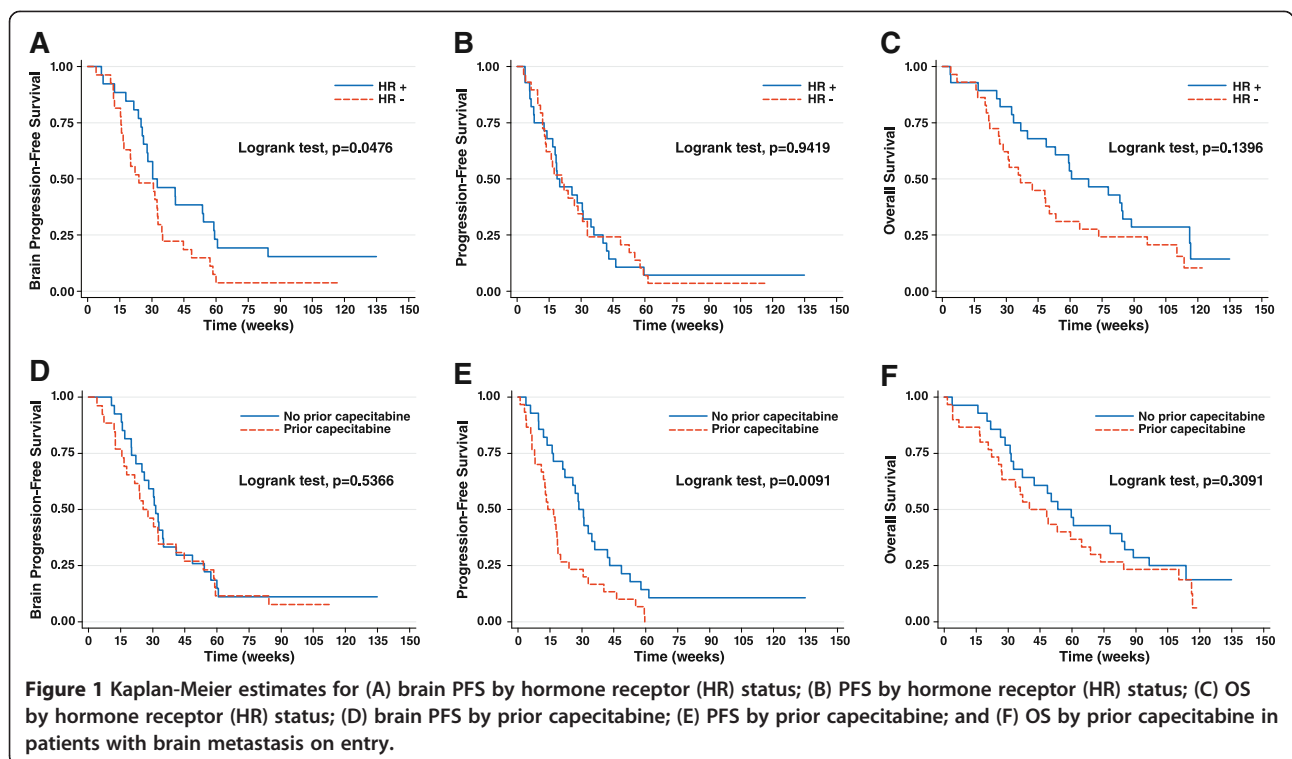 A
Brain Progression-Free Survival
1.00
0.75
0.50
0.25
0.00
HR +
HR -
Logrank test, p=0.0476
0 15 30 45 60 75 90 105 120 135 150
Time (weeks)
B
Progression-Free Survival
1.00
0.75
0.50
0.25
0.00
HR +
HR -
Logrank test, p=0.9419
0 15 30 45 60 75 90 105 120 135 150
Time (weeks)
C
Overall Survival
1.00
0.75
0.50
0.25
0.00
HR +
HR -
Logrank test, p=0.1396
0 15 30 45 60 75 90 105 120 135 150
Time (weeks)
D
Brain Progression-Free Survival
1.00
0.75
0.50
0.25
0.00
No prior capecitabine
Prior capecitabine
Logrank test, p=0.5366
0 15 30 45 60 75 90 105 120 135 150
Time (weeks)
E
Progression-Free Survival
1.00
0.75
0.50
0.25
0.00
No prior capecitabine
Prior capecitabine
Logrank test, p=0.0091
0 15 30 45 60 75 90 105 120 135 150
Time (weeks)
F
Overall Survival
1.00
0.75
0.50
0.25
0.00
No prior capecitabine
Prior capecitabine
Logrank test, p=0.3091
0 15 30 45 60 75 90 105 120 135 150
Time (weeks)
Figure 1 Kaplan-Meier estimates for (A) brain PFS by hormone receptor (HR) status; (B) PFS by hormone receptor (HR) status; (C) OS
by hormone receptor (HR) status; (D) brain PFS by prior capecitabine; (E) PFS by prior capecitabine; and (F) OS by prior capecitabine in
patients with brain metastasis on entry.